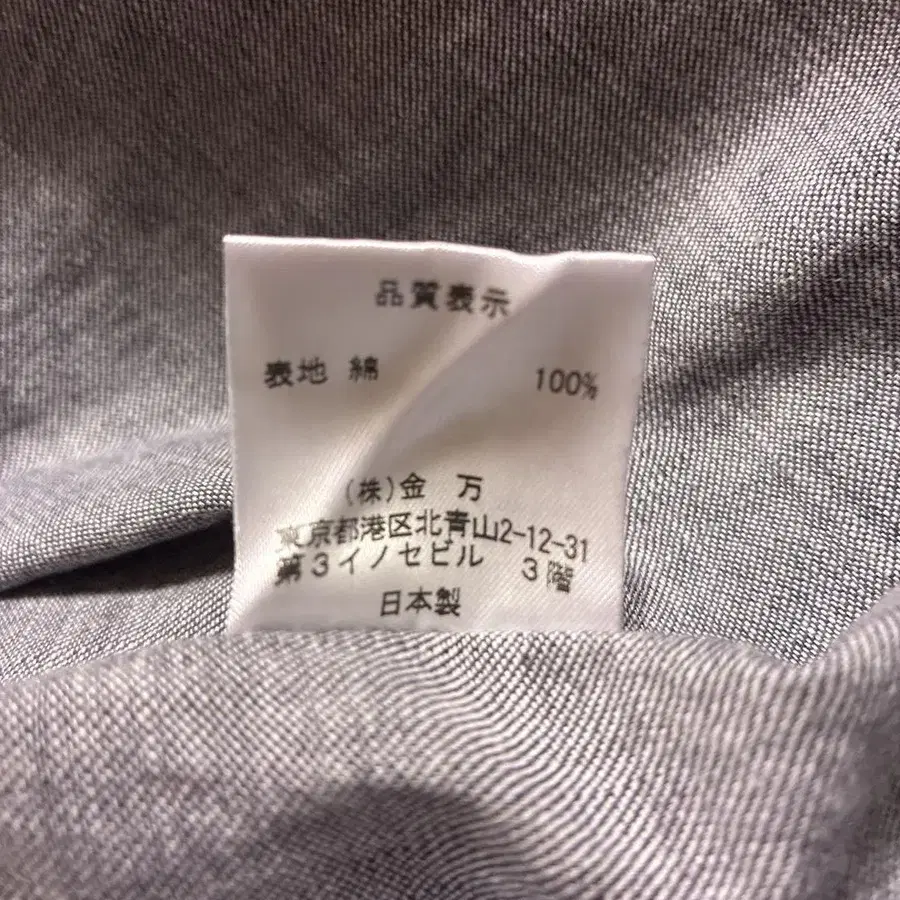 品質表示
表地 綿 100%
(株)金 万
東京都港区北青山2-12-31
第3イノセビル 3階
日本製